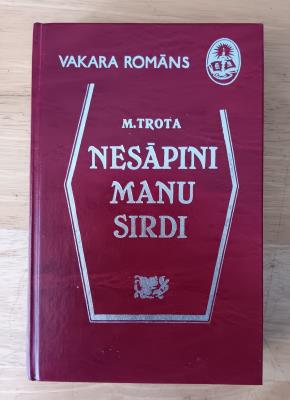 VAKARA ROMĀNS
M.TROTA
NESĀPINI
MANU
SIRDI